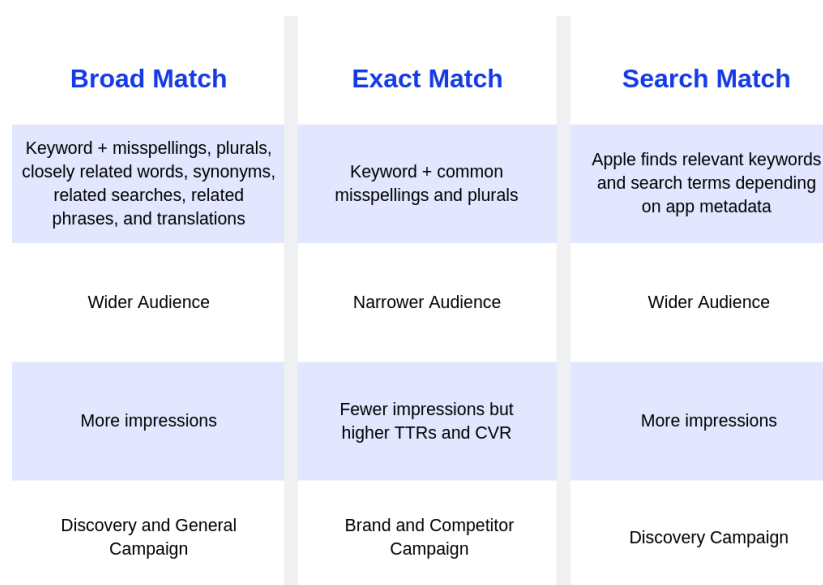 Broad Match
Exact Match
Search Match
Keyword + misspellings, plurals,
closely related words, synonyms,
related searches, related
phrases, and translations
Keyword + common
misspellings and plurals
Apple finds relevant keywords
and search terms depending
on app metadata
Wider Audience
Narrower Audience
Wider Audience
More impressions
Fewer impressions but
higher TTRs and CVR
More impressions
Discovery and General
Campaign
Brand and Competitor
Campaign
Discovery Campaign